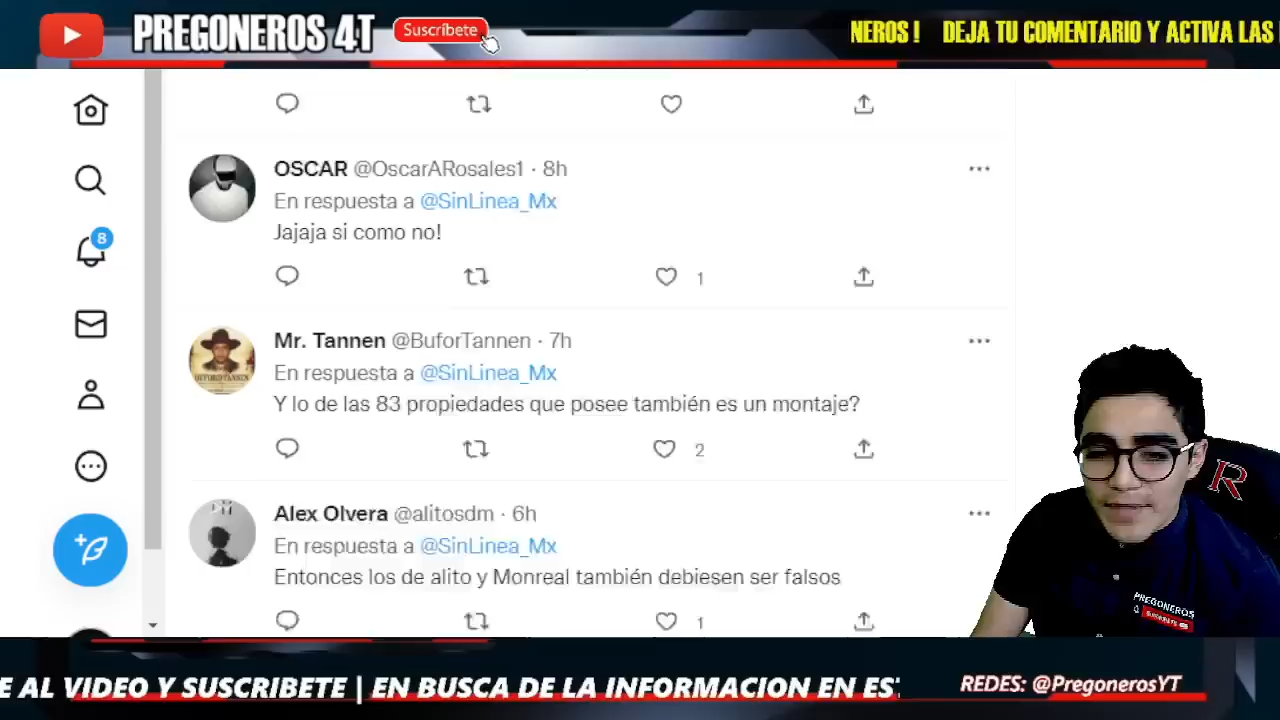 PREGONEROS 4T
Suscríbete
NEROS ! DEJA TU COMENTARIO Y ACTIVA LAS
8
OSCAR @OscarARosales1 · 8h
En respuesta a @SinLinea_Mx
Jajaja si como no!
1
Mr. Tannen @BuforTannen · 7h
En respuesta a @SinLinea_Mx
Y lo de las 83 propiedades que posee también es un montaje?
2
Alex Olvera @alitosdm · 6h
En respuesta a @SinLinea_Mx
Entonces los de alito y Monreal también debiesen ser falsos
1
R
PREGONEROS
E AL VIDEO Y SUSCRIBETE | EN BUSCA DE LA INFORMACION EN ES
REDES: @PregonerosYT